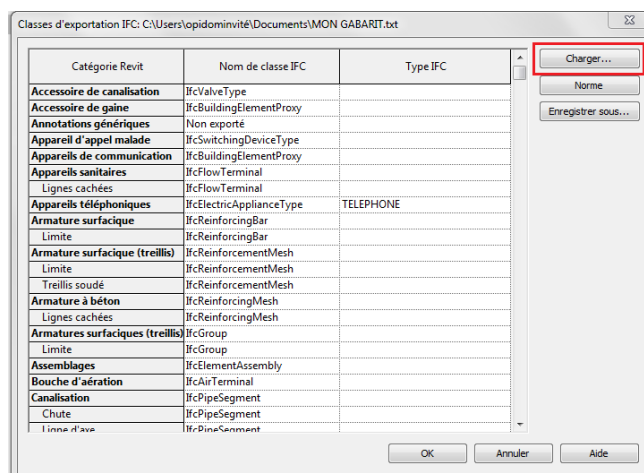 Classes d'exportation IFC: C:\Users\opidominvité\Documents\MON GABARIT.txt
Catégorie Revit Nom de classe IFC Type IFC
Accessoire de canalisation IfcValveType
Accessoire de gaine IfcBuildingElementProxy
Annotations génériques Non exporté
Appareil d'appel malade IfcSwitchingDeviceType
Appareils de communication IfcBuildingElementProxy
Appareils sanitaires IfcFlowTerminal
Lignes cachées IfcFlowTerminal
Appareils téléphoniques IfcElectricApplianceType TELEPHONE
Armature surfacique IfcReinforcingBar
Limite IfcReinforcingBar
Armature surfacique (treillis) IfcReinforcementMesh
Limite IfcReinforcementMesh
Treillis soudé IfcReinforcementMesh
Armature à béton IfcReinforcingMesh
Lignes cachées IfcReinforcingMesh
Armatures surfaciques (treillis) IfcGroup
Limite IfcGroup
Assemblages IfcElementAssembly
Bouche d'aération IfcAirTerminal
Canalisation IfcPipeSegment
Chute IfcPipeSegment
Ligne d'axe IfcPipeSegment
Charger...
Norme
Enregistrer sous...
OK Annuler Aide